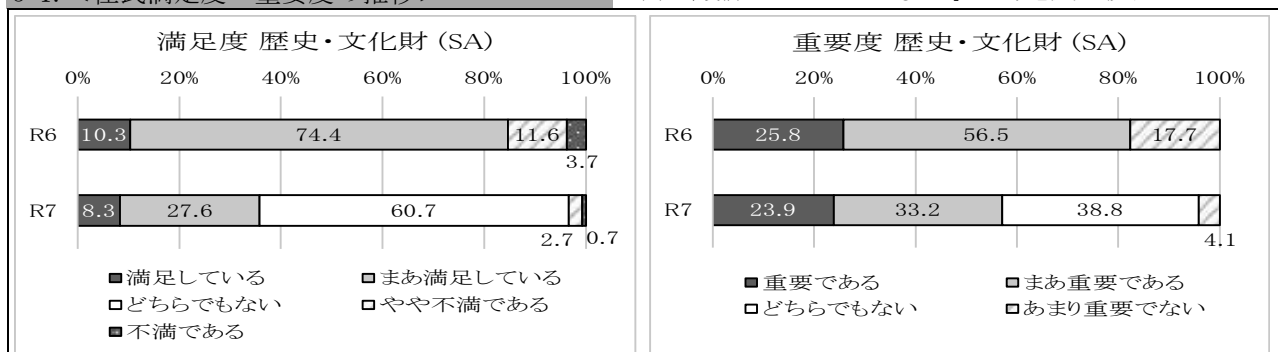 満足度 歴史・文化財 (SA)
0% 20% 40% 60% 80% 100%
R6 10.3 74.4 11.6 3.7
R7 8.3 27.6 60.7 2.7 0.7
■満足している ■まあ満足している
□どちらでもない □やや不満である
■不満である
重要度 歴史・文化財 (SA)
0% 20% 40% 60% 80% 100%
R6 25.8 56.5 17.7
R7 23.9 33.2 38.8 4.1
■重要である ■まあ重要である
□どちらでもない □あまり重要でない